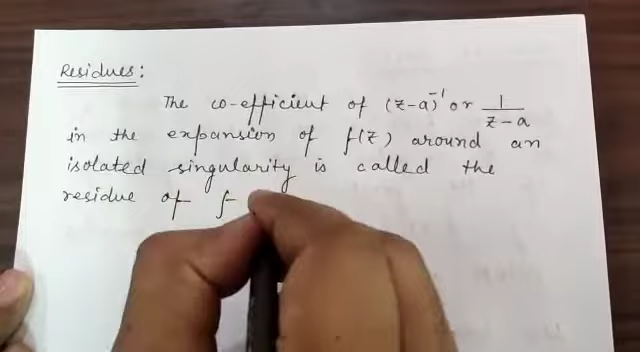 Residues:
The co-efficient of (z-a)⁻¹ or 1/(z-a)
in the expansion of f(z) around an
isolated singularity is called the
residue of f